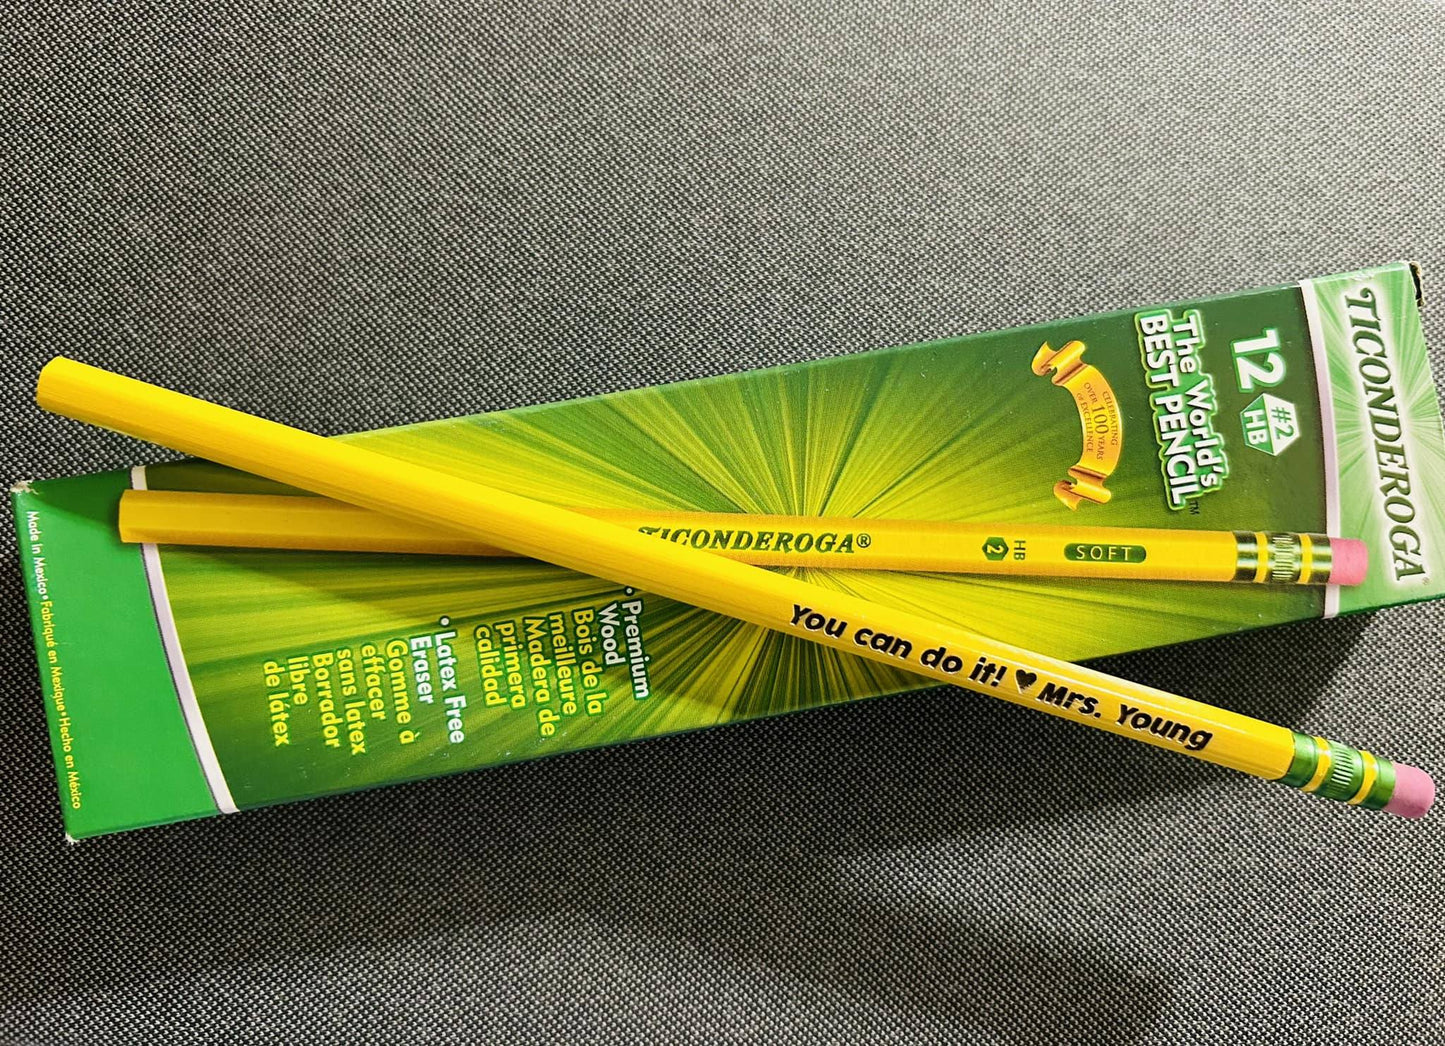 TICONDEROGA®
12 #2
HB
The World's
BEST PENCIL™
CELEBRATING
OVER 100 YEARS
OF EXCELLENCE
TICONDEROGA® 2 HB SOFT
You can do it! ♥ Mrs. Young
• Premium
Wood
Bois de la
meilleure
Madera de
primera
calidad
• Latex Free
Eraser
Gomme à
effacer
sans latex
Borrador
libre
de látex
Made in Mexico • Fabriqué en Mexique • Hecho en México